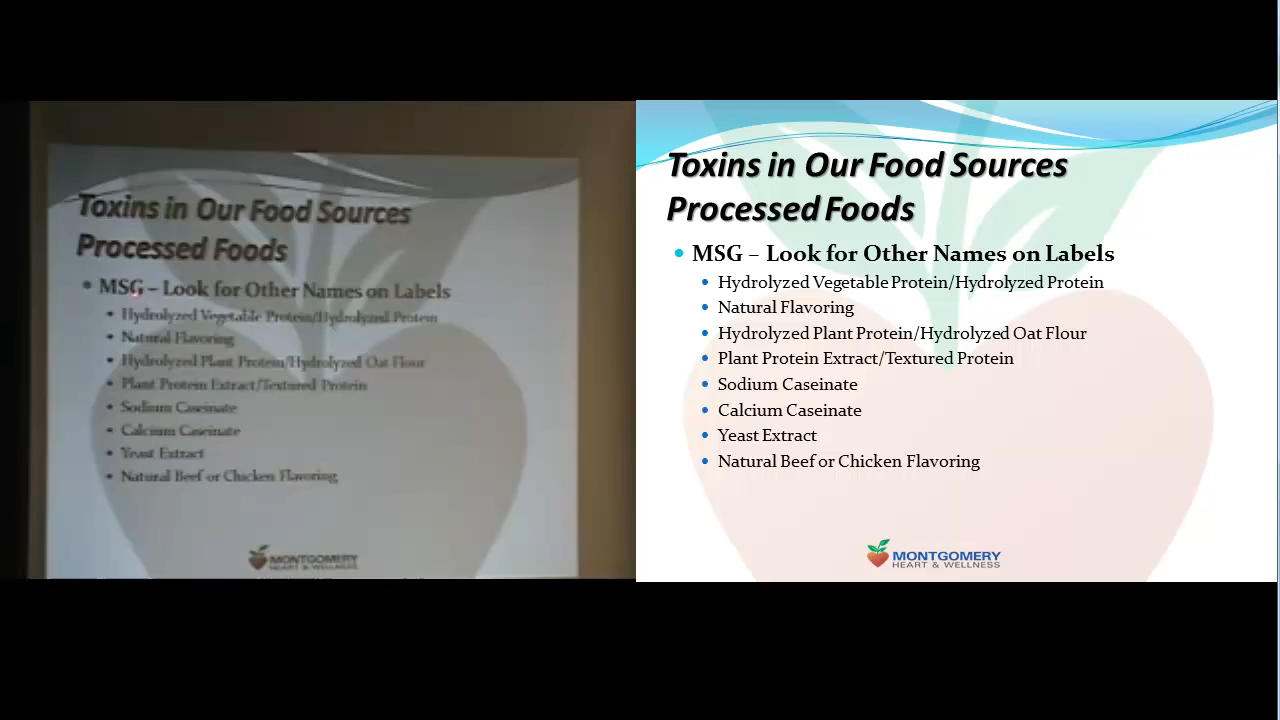 Toxins in Our Food Sources
Processed Foods
MSG – Look for Other Names on Labels
Hydrolyzed Vegetable Protein/Hydrolyzed Protein
Natural Flavoring
Hydrolyzed Plant Protein/Hydrolyzed Oat Flour
Plant Protein Extract/Textured Protein
Sodium Caseinate
Calcium Caseinate
Yeast Extract
Natural Beef or Chicken Flavoring
MONTGOMERY
HEART & WELLNESS
Toxins in Our Food Sources
Processed Foods
MSG – Look for Other Names on Labels
Hydrolyzed Vegetable Protein/Hydrolyzed Protein
Natural Flavoring
Hydrolyzed Plant Protein/Hydrolyzed Oat Flour
Plant Protein Extract/Textured Protein
Sodium Caseinate
Calcium Caseinate
Yeast Extract
Natural Beef or Chicken Flavoring
MONTGOMERY
HEART & WELLNESS